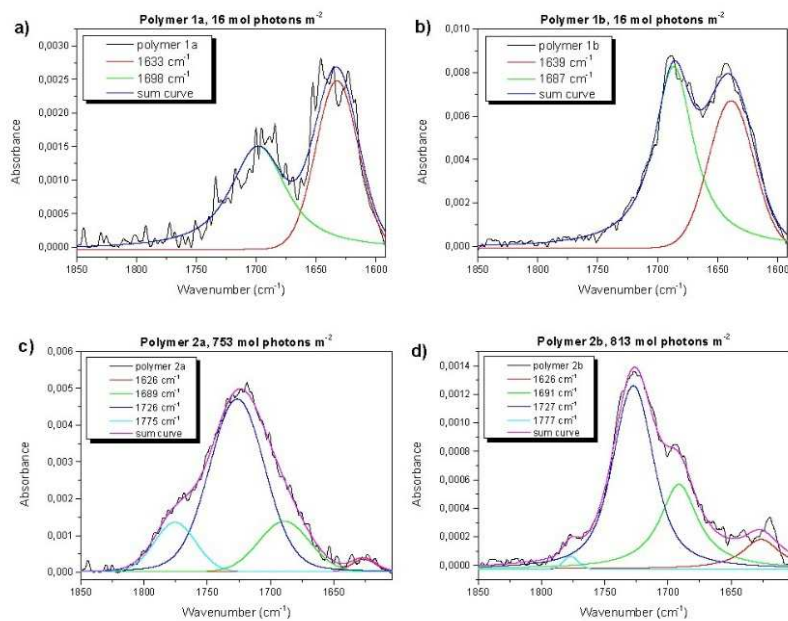 a)
Polymer 1a, 16 mol photons m⁻²
polymer 1a
1633 cm⁻¹
1698 cm⁻¹
sum curve
0,0030
0,0025
0,0020
0,0015
0,0010
0,0005
0,0000
Absorbance
1850 1800 1750 1700 1650 1600
Wavenumber (cm⁻¹)
b)
Polymer 1b, 16 mol photons m⁻²
polymer 1b
1639 cm⁻¹
1687 cm⁻¹
sum curve
0,010
0,008
0,006
0,004
0,002
0,000
Absorbance
1850 1800 1750 1700 1650 1600
Wavenumber (cm⁻¹)
c)
Polymer 2a, 753 mol photons m⁻²
polymer 2a
1626 cm⁻¹
1689 cm⁻¹
1726 cm⁻¹
1775 cm⁻¹
sum curve
0,006
0,005
0,004
0,003
0,002
0,001
0,000
Absorbance
1850 1800 1750 1700 1650
Wavenumber (cm⁻¹)
d)
Polymer 2b, 813 mol photons m⁻²
polymer 2b
1626 cm⁻¹
1691 cm⁻¹
1727 cm⁻¹
1777 cm⁻¹
sum curve
0,0014
0,0012
0,0010
0,0008
0,0006
0,0004
0,0002
0,0000
Absorbance
1850 1800 1750 1700 1650
Wavenumber (cm⁻¹)